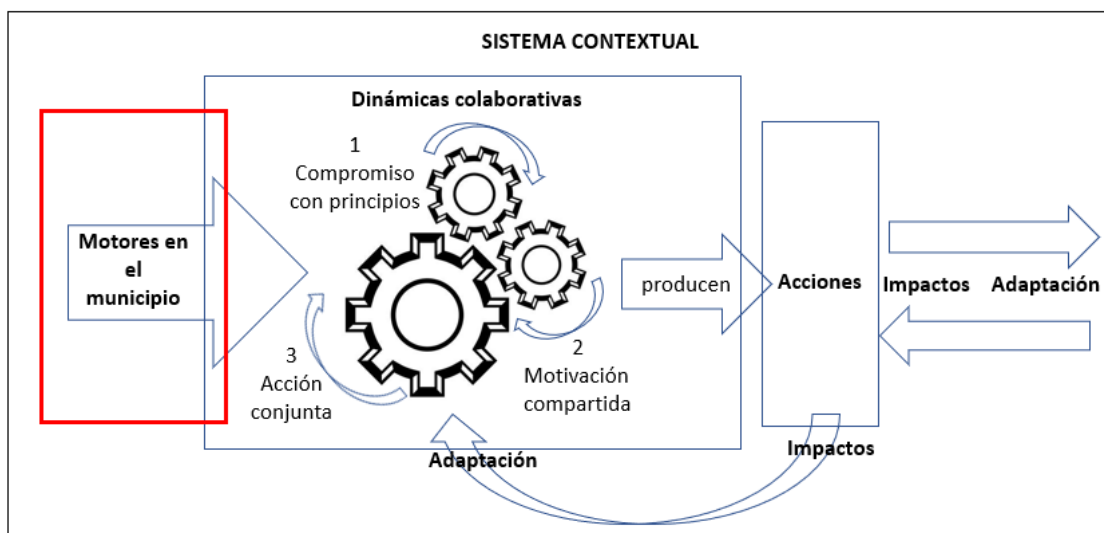 SISTEMA CONTEXTUAL
Dinámicas colaborativas
1
Compromiso
con principios
Motores en
el
municipio
3
Acción
conjunta
2
Motivación
compartida
producen
Acciones
Impactos
Adaptación
Adaptación
Impactos